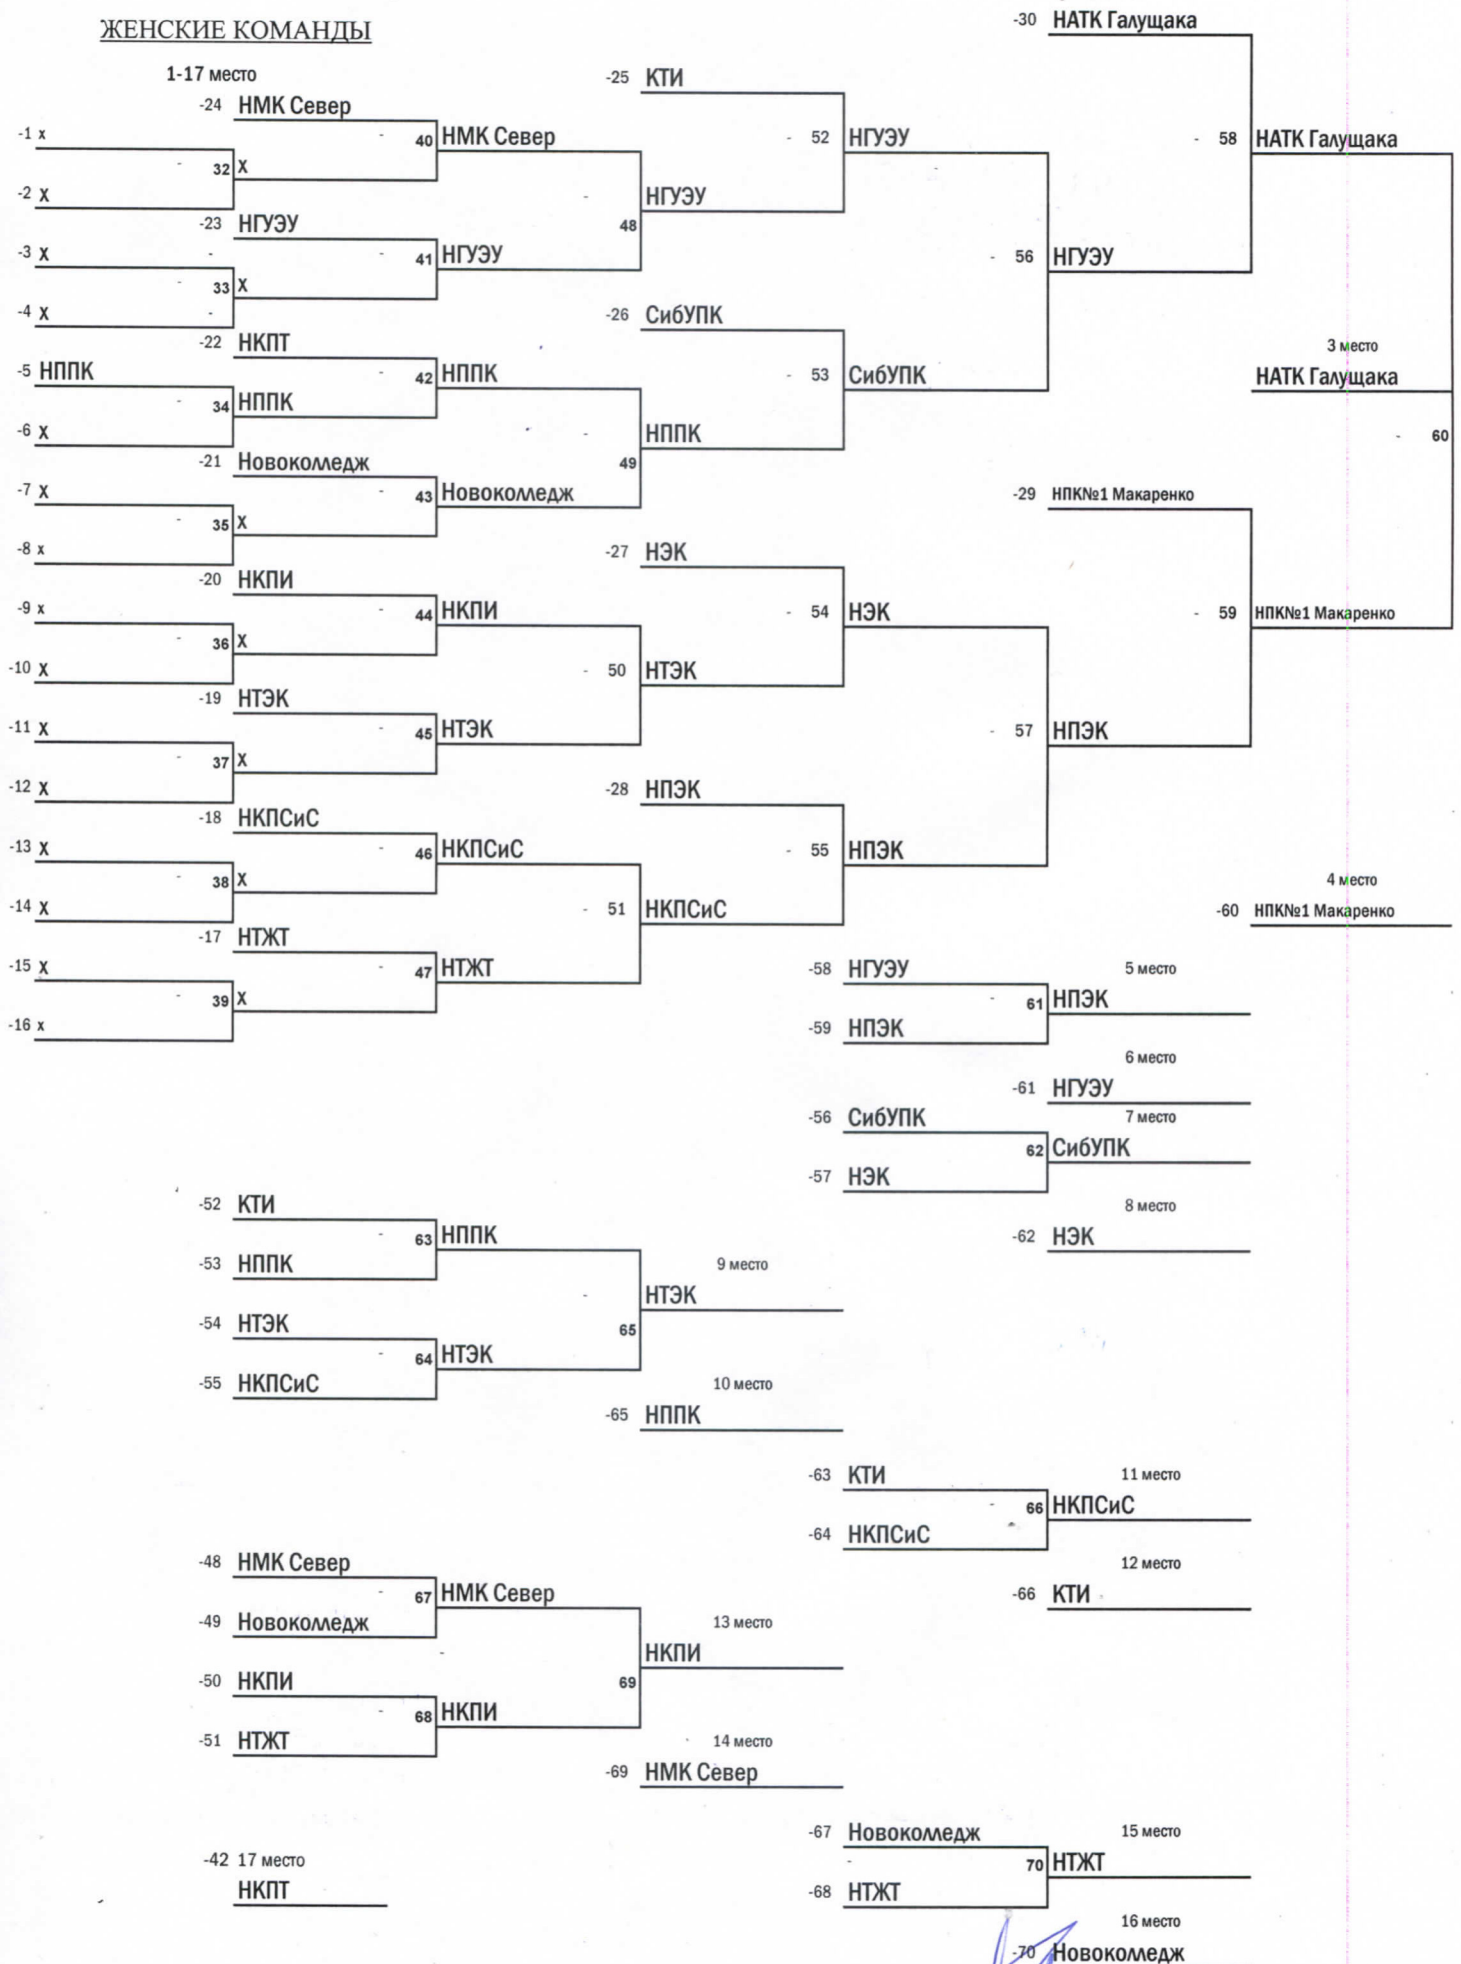 -30 НАТК Галущака
ЖЕНСКИЕ КОМАНДЫ
1-17 место
-25 КТИ
-24 НМК Север
-1 х
- 40 НМК Север
- 52 НГУЭУ
- 58 НАТК Галущака
- 32 Х
-2 Х
- НГУЭУ
-23 НГУЭУ
48
-3 Х
- 41 НГУЭУ
- 56 НГУЭУ
- 33 Х
-4 Х
-26 СибУПК
-22 НКПТ
3 место
-5 НППК
- 42 НППК
- 53 СибУПК
НАТК Галущака
- 34 НППК
-6 Х
- НППК
- 60
-21 Новоколледж
49
-7 Х
- 43 Новоколледж
-29 НПК№1 Макаренко
- 35 Х
-8 х
-27 НЭК
-20 НКПИ
-9 х
- 44 НКПИ
- 54 НЭК
- 59 НПК№1 Макаренко
- 36 Х
-10 Х
- 50 НТЭК
-19 НТЭК
-11 Х
- 45 НТЭК
- 57 НПЭК
- 37 Х
-12 Х
-28 НПЭК
-18 НКПСиС
-13 Х
- 46 НКПСиС
- 55 НПЭК
- 38 Х
4 место
-14 Х
- 51 НКПСиС
-60 НПК№1 Макаренко
-17 НТЖТ
-15 Х
- 47 НТЖТ
-58 НГУЭУ
5 место
- 39 Х
- 61 НПЭК
-16 х
-59 НПЭК
6 место
-61 НГУЭУ
-56 СибУПК
7 место
62 СибУПК
-57 НЭК
-52 КТИ
8 место
- 63 НППК
-62 НЭК
-53 НППК
9 место
- НТЭК
-54 НТЭК
65
- 64 НТЭК
-55 НКПСиС
10 место
-65 НППК
-63 КТИ
11 место
- 66 НКПСиС
-64 НКПСиС
-48 НМК Север
12 место
- 67 НМК Север
-66 КТИ
-49 Новоколледж
13 место
НКПИ
-50 НКПИ
69
- 68 НКПИ
-51 НТЖТ
14 место
-69 НМК Север
-67 Новоколледж
15 место
-42 17 место
- 70 НТЖТ
НКПТ
-68 НТЖТ
16 место
-70 Новоколледж